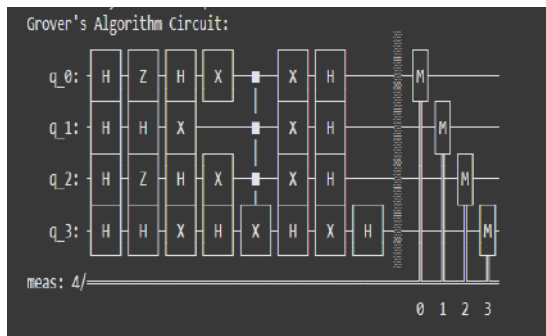 Grover's Algorithm Circuit:
q_0: H Z H X X H M
q_1: H H X X H M
q_2: H Z H X X H M
q_3: H H X H X H X H M
meas: 4/
0 1 2 3